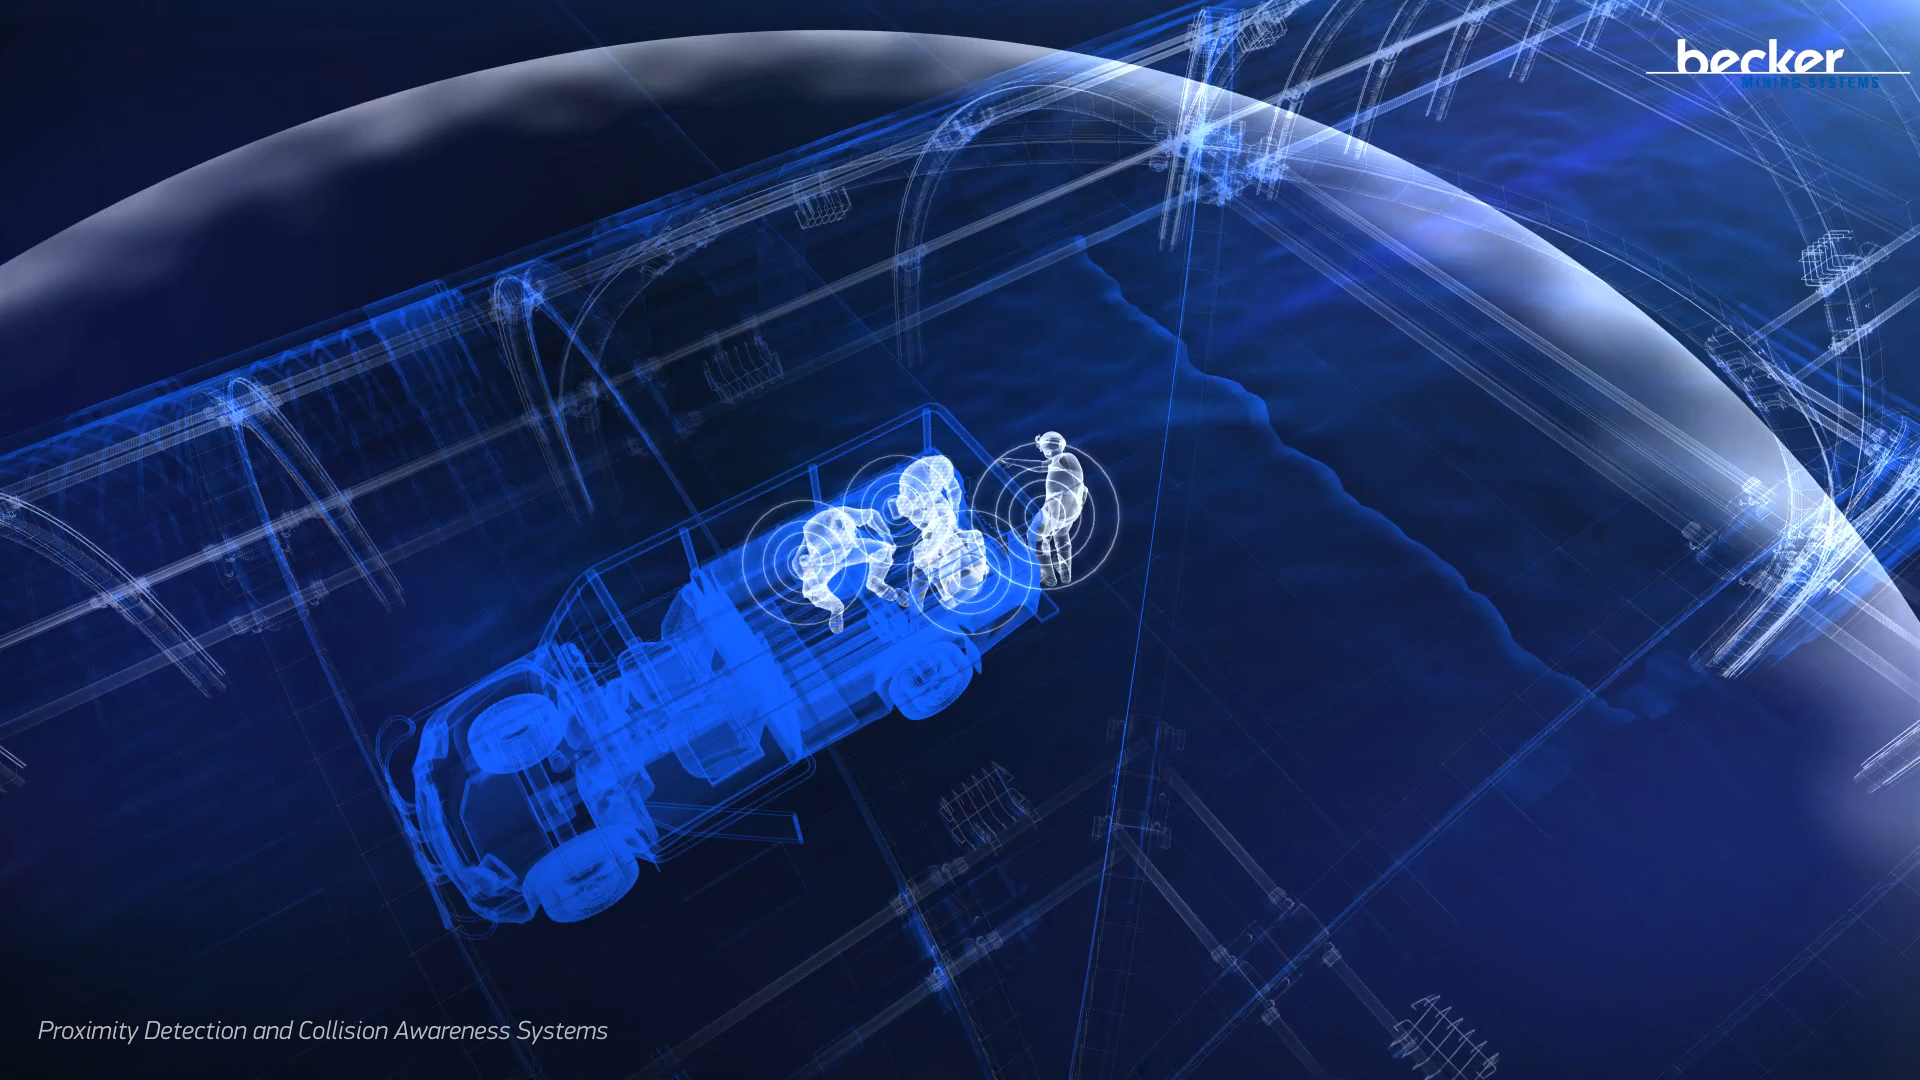 becker
MINING SYSTEMS
Proximity Detection and Collision Awareness Systems